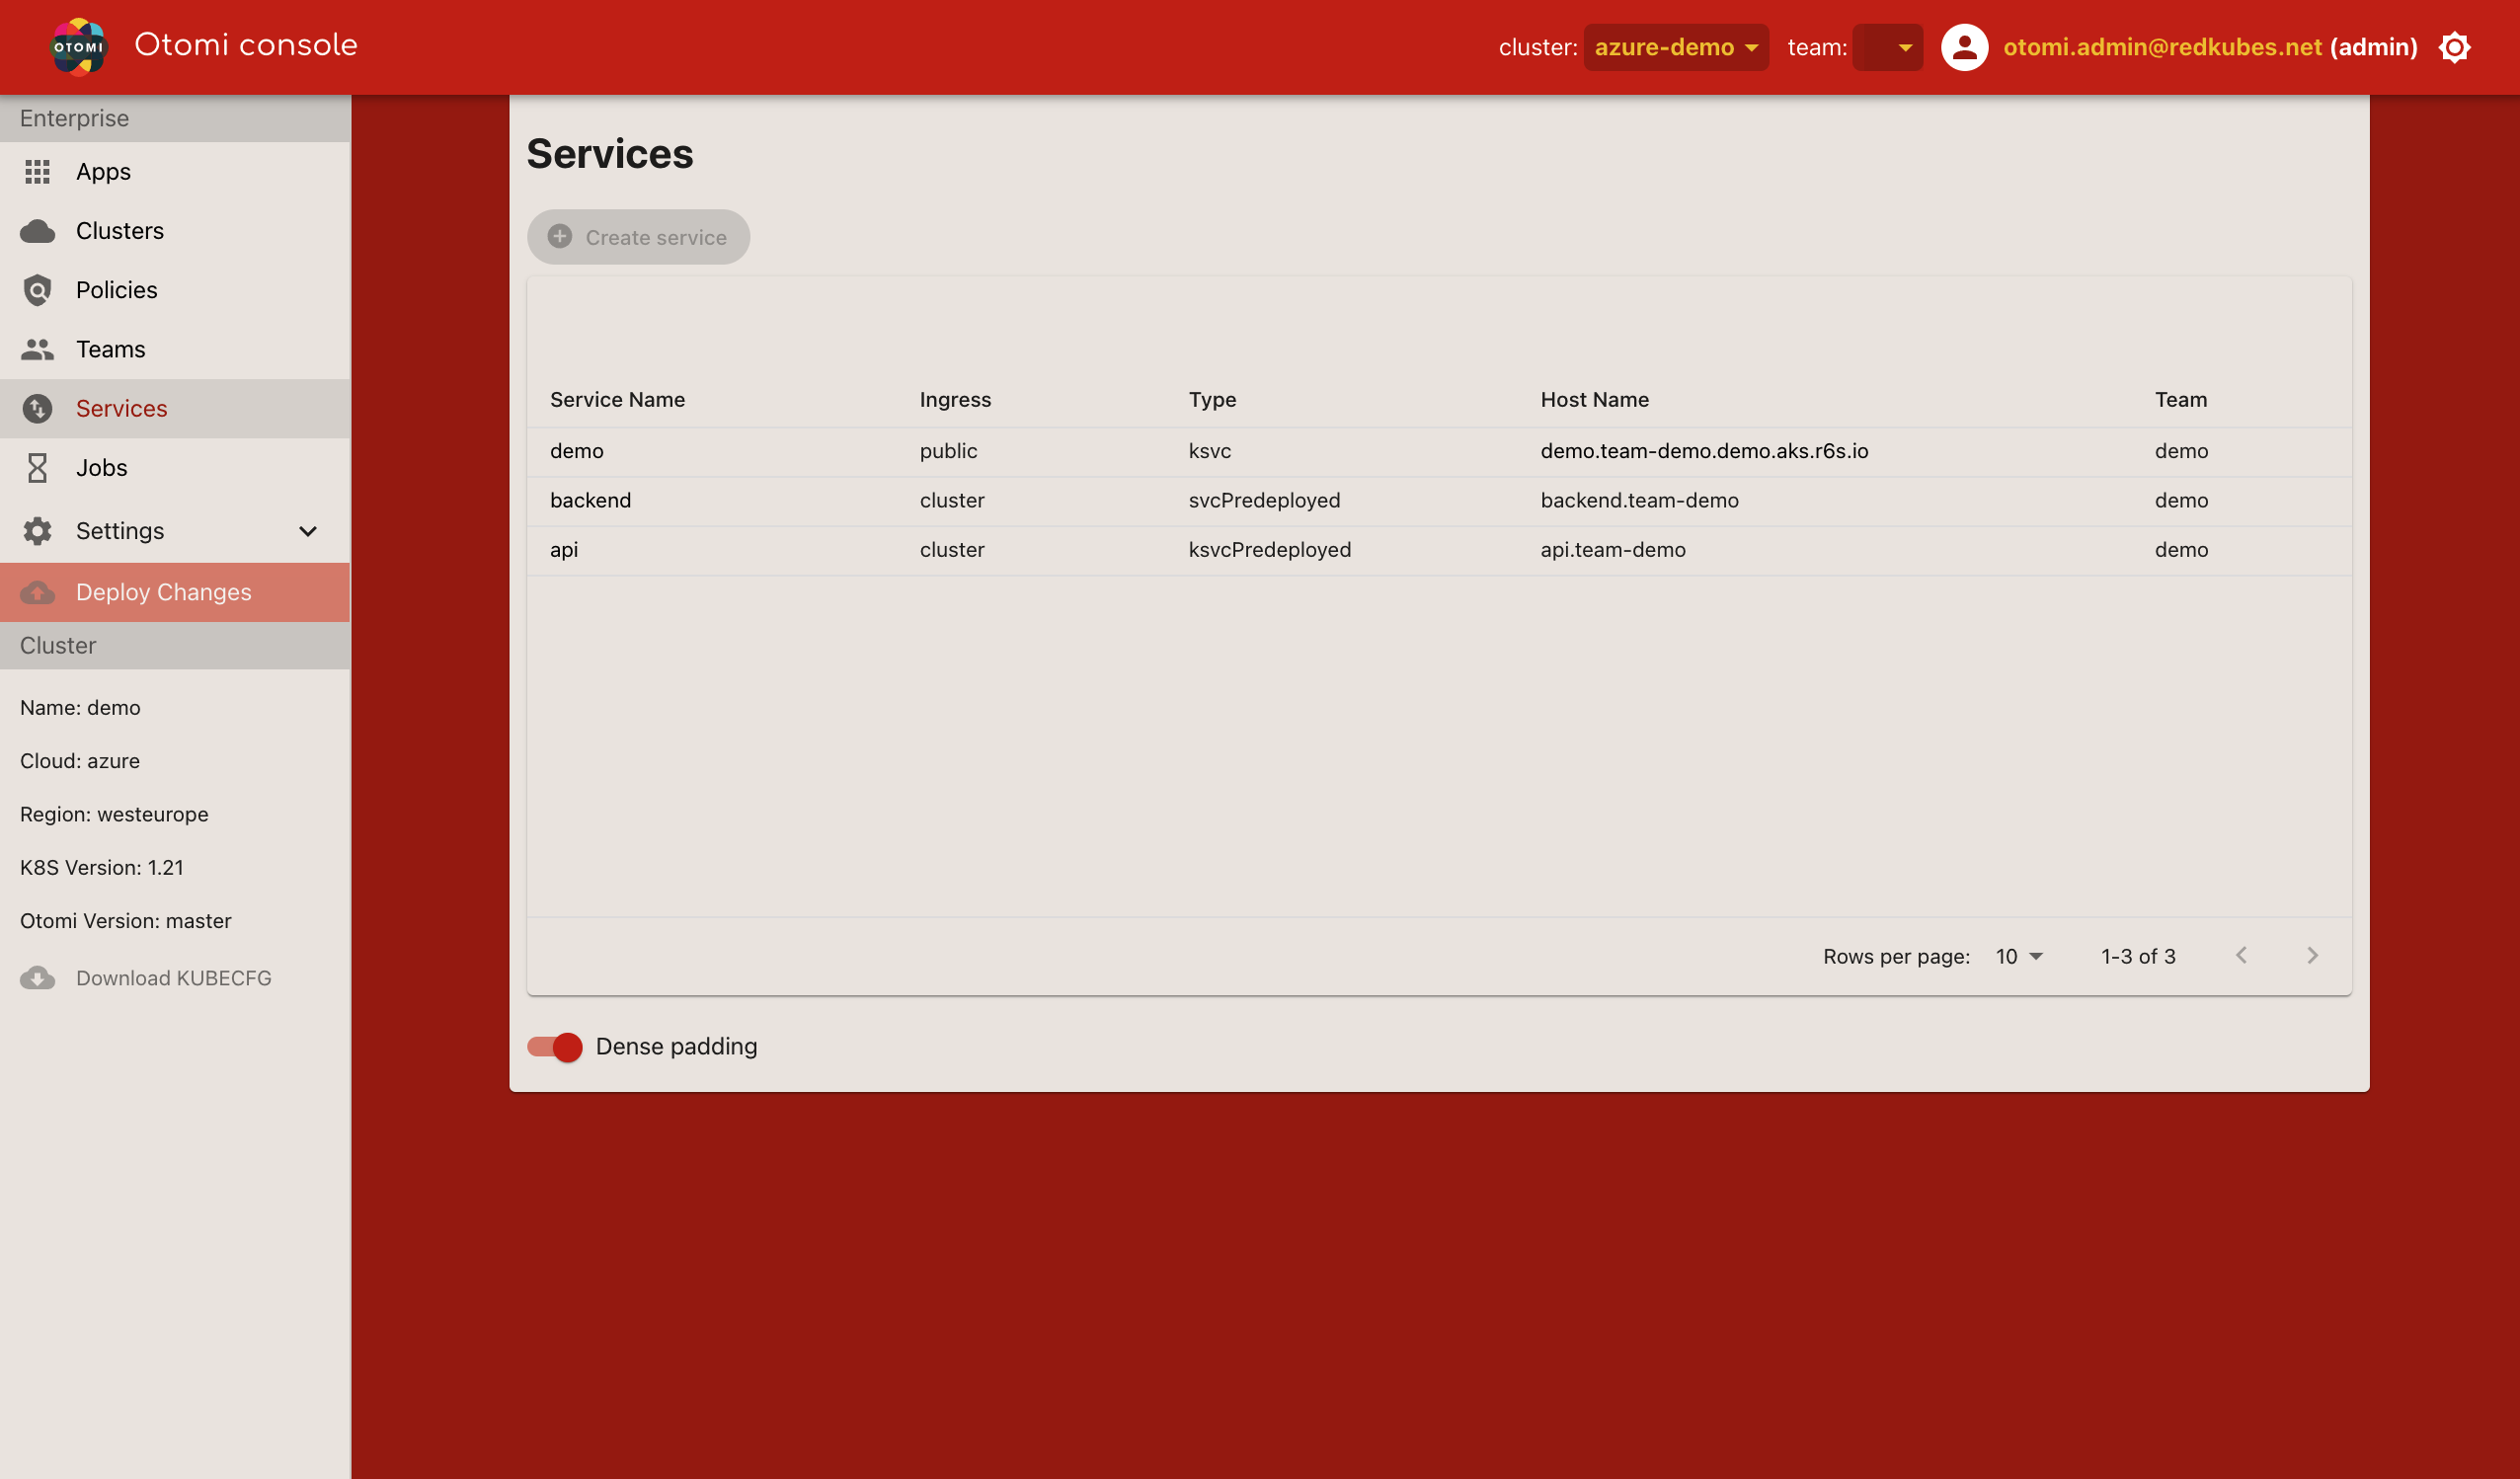 OTOMI
Otomi console
cluster: azure-demo team: otomi.admin@redkubes.net (admin)
Enterprise
Apps
Clusters
Policies
Teams
Services
Jobs
Settings
Deploy Changes
Cluster
Name: demo
Cloud: azure
Region: westeurope
K8S Version: 1.21
Otomi Version: master
Download KUBECFG
Services
Create service
Service Name Ingress Type Host Name Team
demo public ksvc demo.team-demo.demo.aks.r6s.io demo
backend cluster svcPredeployed backend.team-demo demo
api cluster ksvcPredeployed api.team-demo demo
Rows per page: 10 1-3 of 3
Dense padding